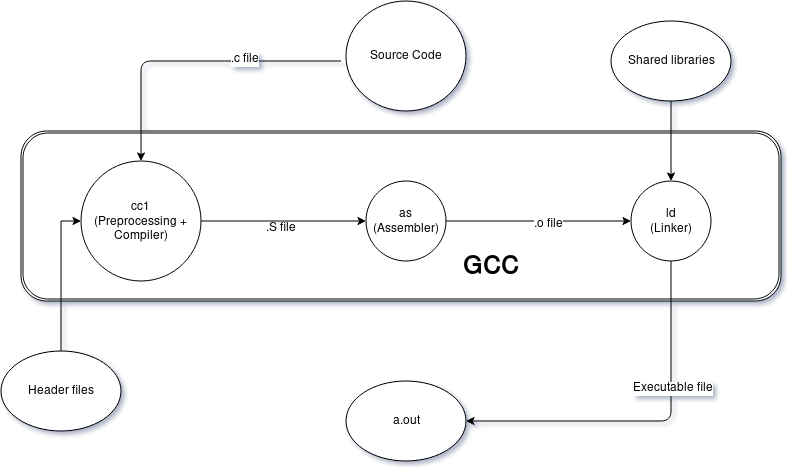 Source Code
Shared libraries
.c file
cc1
(Preprocessing +
Compiler)
.S file
as
(Assembler)
.o file
ld
(Linker)
GCC
Header files
Executable file
a.out